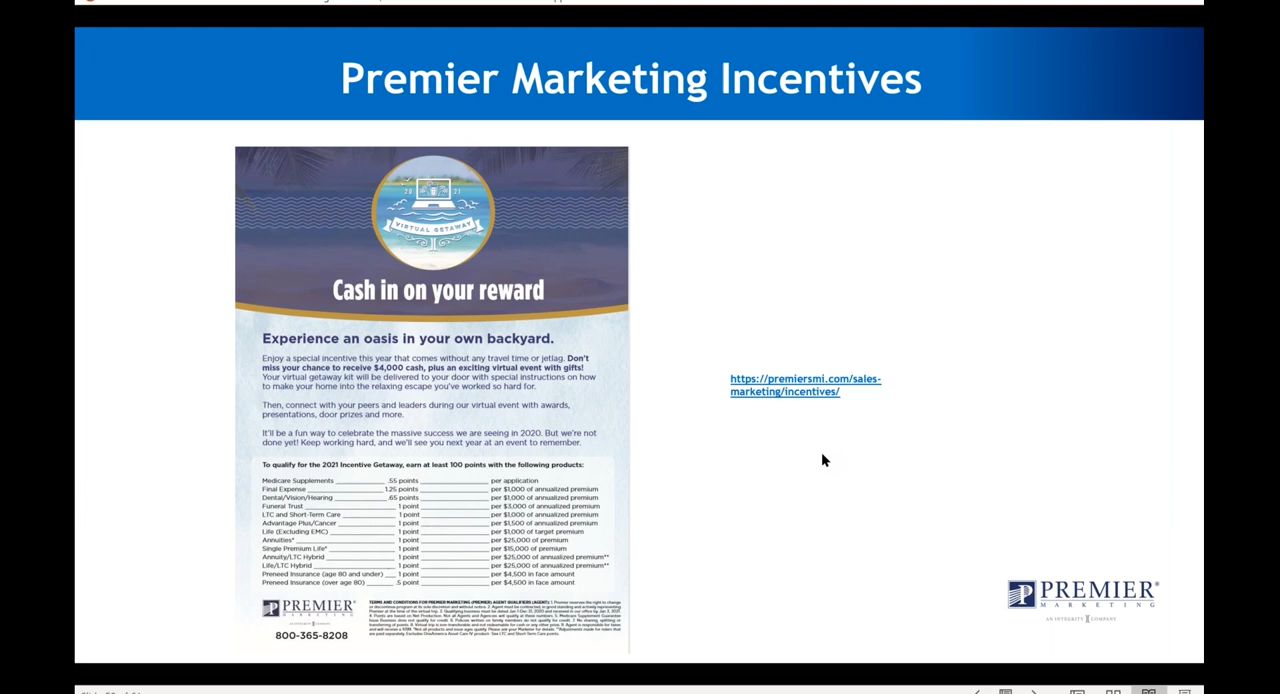 Premier Marketing Incentives
20 21
VIRTUAL GETAWAY
Cash in on your reward
Experience an oasis in your own backyard.
Enjoy a special incentive this year that comes without any travel time or jetlag. Don't
miss your chance to receive $4,000 cash, plus an exciting virtual event with gifts!
Your virtual getaway kit will be delivered to your door with special instructions on how
to make your home into the relaxing escape you've worked so hard for.
Then, connect with your peers and leaders during our virtual event with awards,
presentations, door prizes and more.
It'll be a fun way to celebrate the massive success we are seeing in 2020. But we're not
done yet! Keep working hard, and we'll see you next year at an event to remember.
To qualify for the 2021 Incentive Getaway, earn at least 100 points with the following products:
Medicare Supplements .55 points per application
Final Expense 1.25 points per $1,000 of annualized premium
Dental/Vision/Hearing .65 points per $1,000 of annualized premium
Funeral Trust 1 point per $3,000 of annualized premium
LTC and Short-Term Care 1 point per $1,000 of annualized premium
Advantage Plus/Cancer 1 point per $1,500 of annualized premium
Life (Excluding EMC) 1 point per $1,000 of target premium
Annuities* 1 point per $25,000 of premium
Single Premium Life* 1 point per $15,000 of premium
Annuity/LTC Hybrid 1 point per $25,000 of annualized premium**
Life/LTC Hybrid 1 point per $25,000 of annualized premium**
Preneed Insurance (age 80 and under) 1 point per $4,500 in face amount
Preneed Insurance (over age 80) .5 point per $4,500 in face amount
PREMIER
MARKETING
800-365-8208
TERMS AND CONDITIONS FOR PREMIER MARKETING (PREMIER) AGENT QUALIFIERS (AGENT):
https://premiersmi.com/sales-
marketing/incentives/
PREMIER®
MARKETING
AN INTEGRITY COMPANY